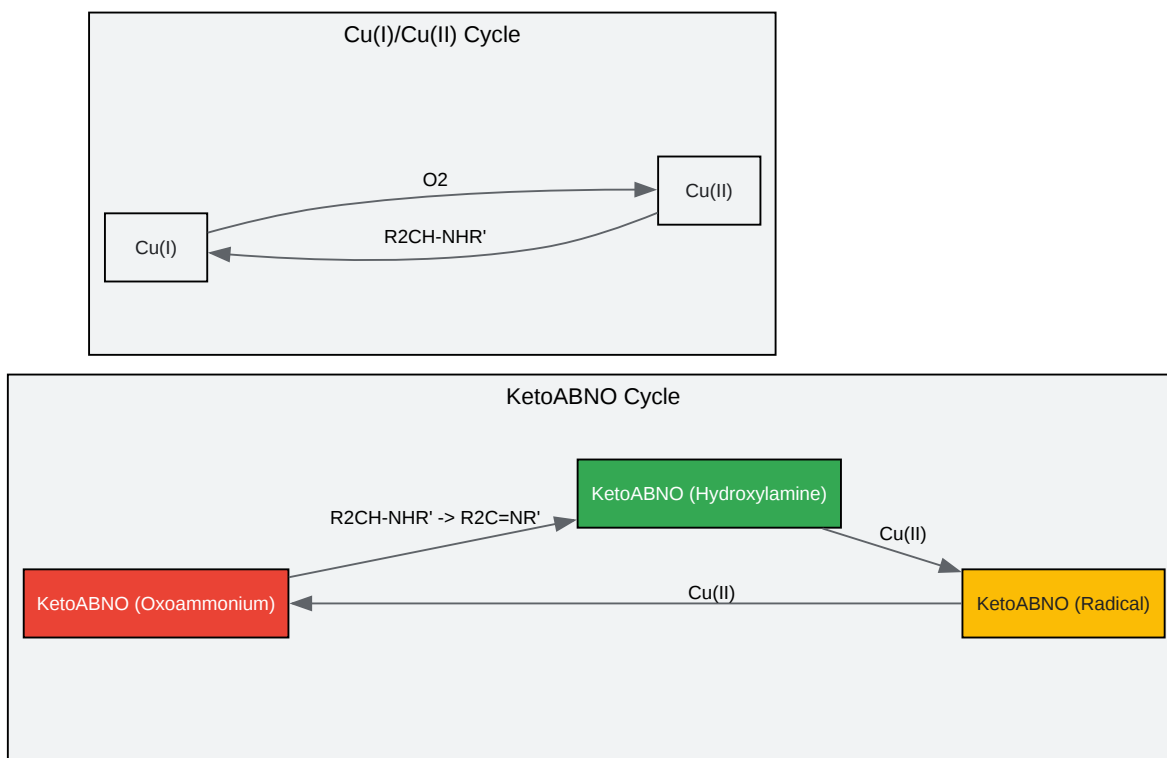 Cu(I)/Cu(II) Cycle
O2
Cu(II)
R2CH-NHR'
Cu(I)
KetoABNO Cycle
KetoABNO (Hydroxylamine)
R2CH-NHR' -> R2C=NR'
Cu(II)
KetoABNO (Oxoammonium)
Cu(II)
KetoABNO (Radical)